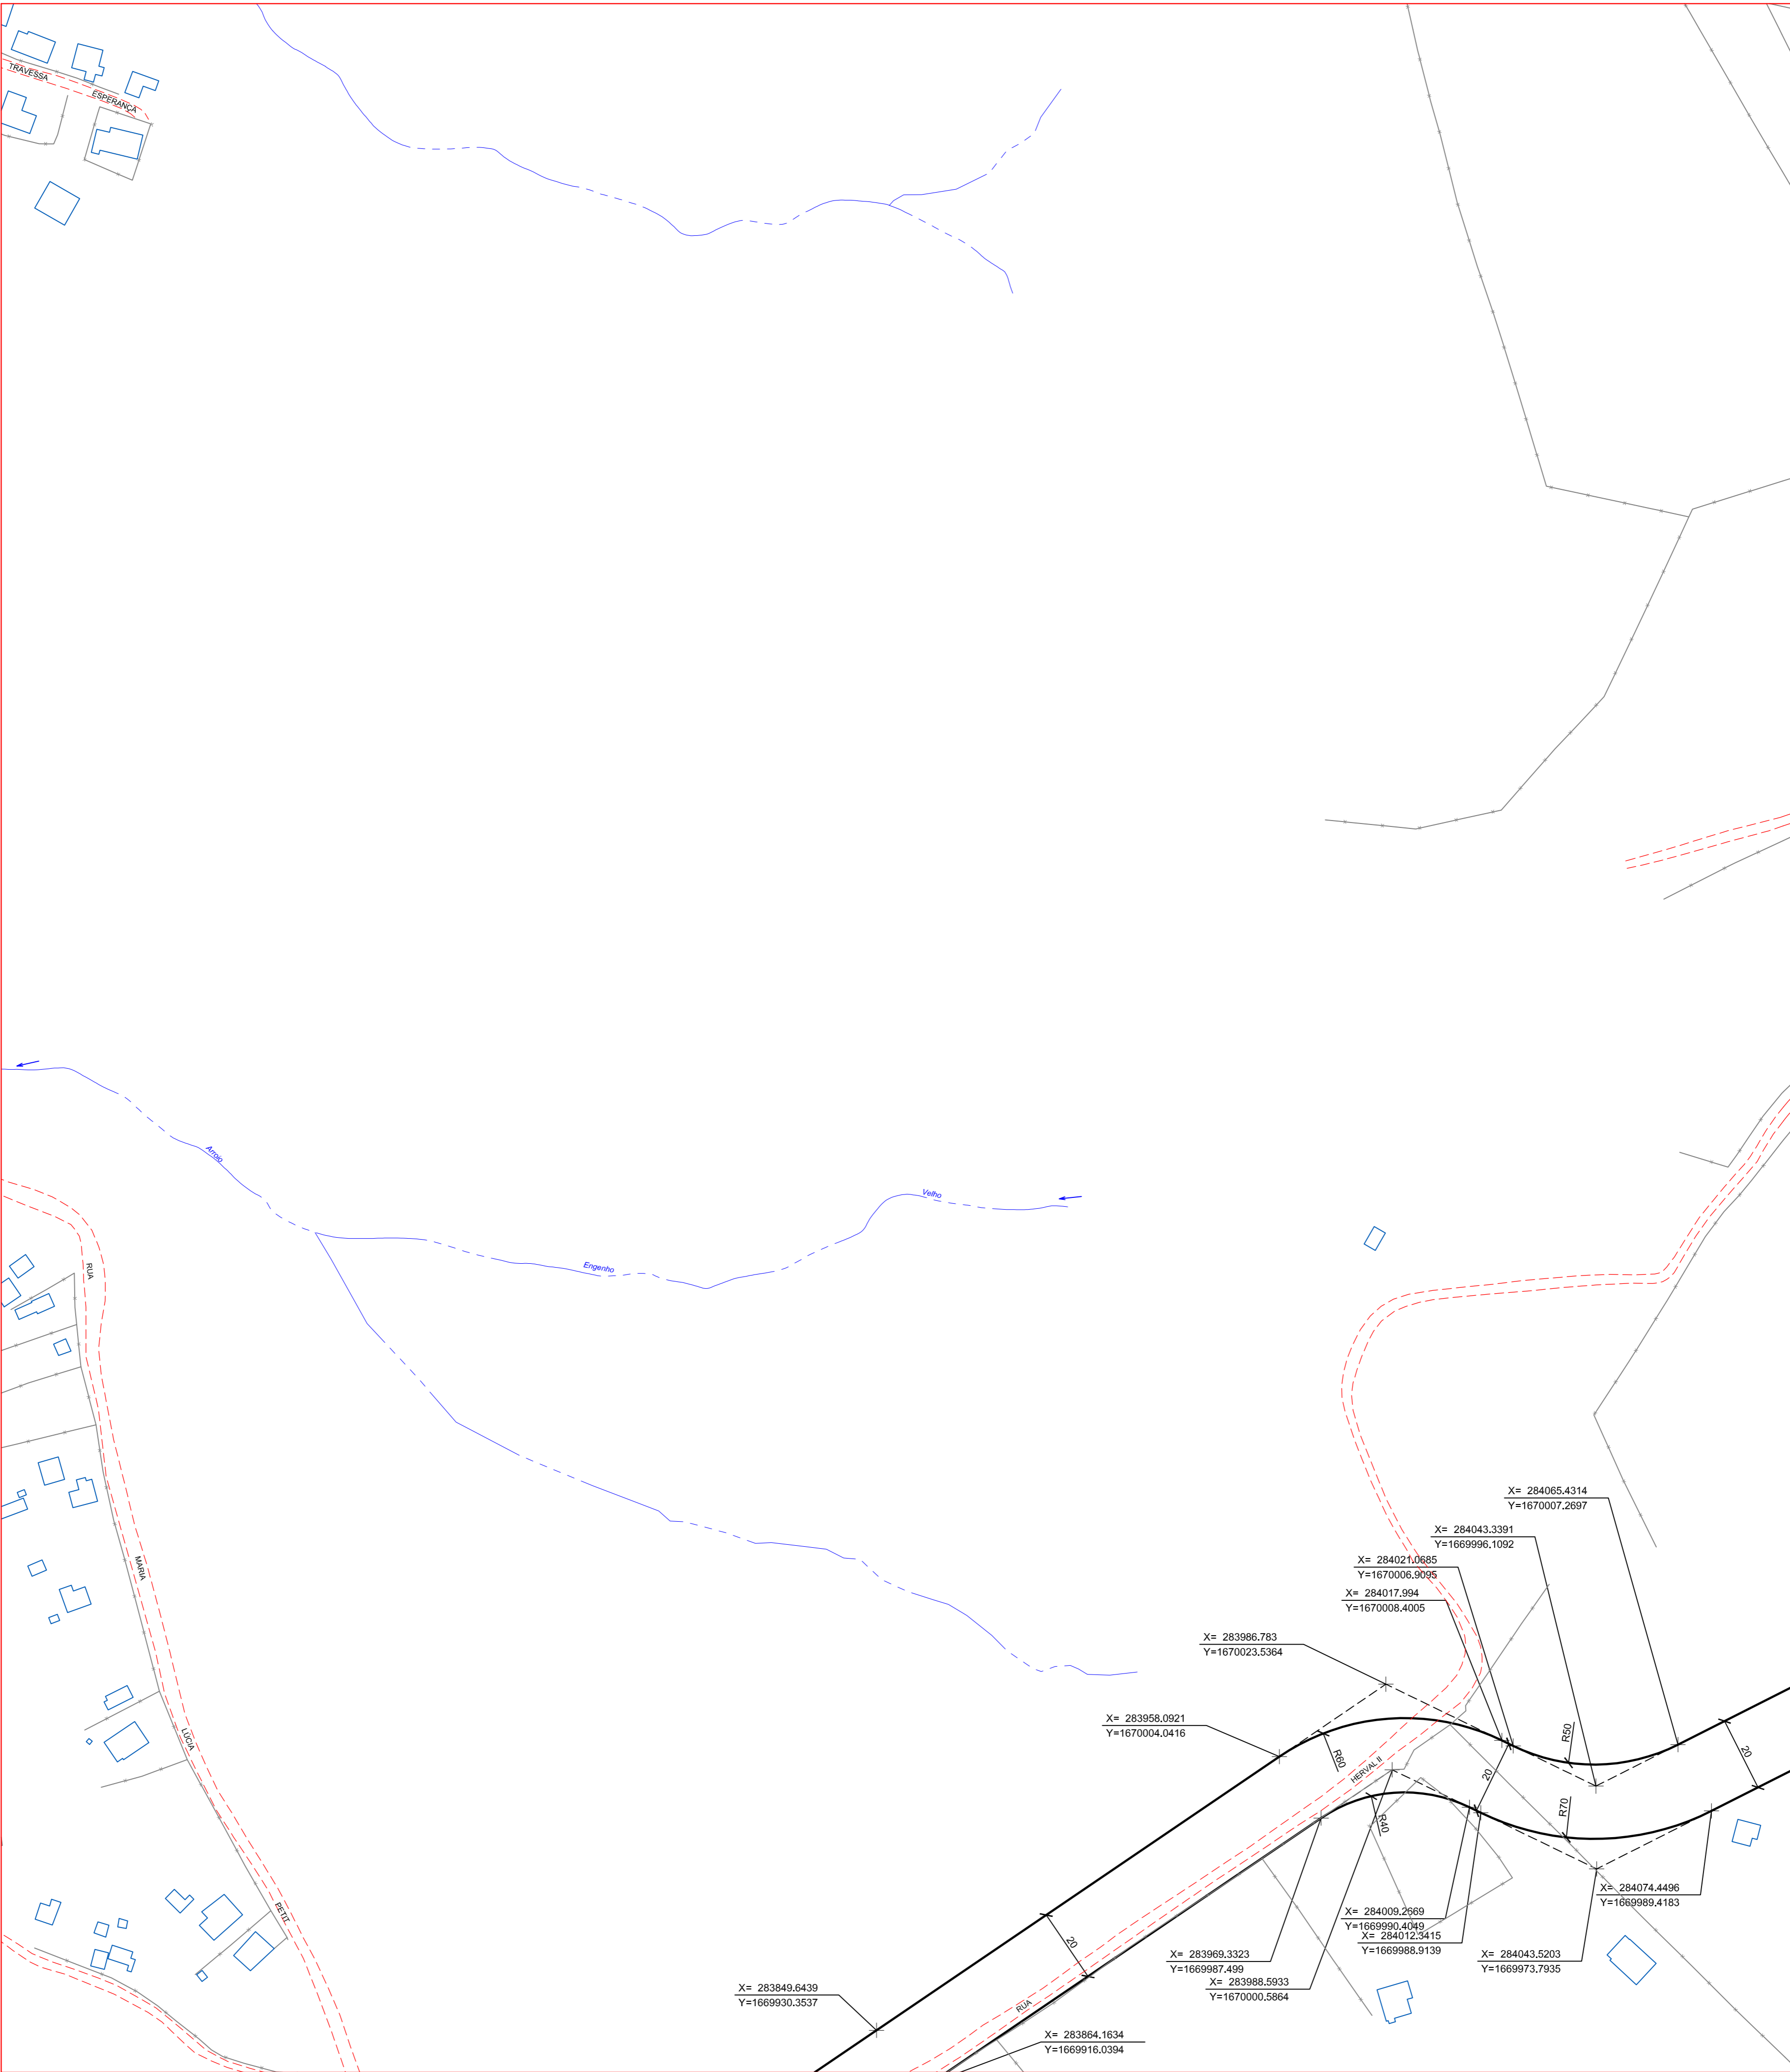 TRAVESSA
ESPERANÇA
Arroio
Velho
Engenho
RUA
MARIA
LÚCIA
PETIT.
X= 284065.4314
Y=1670007.2697
X= 284043.3391
Y=1669996.1092
X= 284021.0685
Y=1670006.9095
X= 284017.994
Y=1670008.4005
X= 283986.783
Y=1670023.5364
X= 283958.0921
Y=1670004.0416
R60
R50
20
20
HERVAL II
R40
R70
X= 284074.4496
Y=1669989.4183
X= 284009.2669
Y=1669990.4049
X= 284012.3415
Y=1669988.9139
X= 284043.5203
Y=1669973.7935
X= 283969.3323
Y=1669987.499
X= 283988.5933
Y=1670000.5864
20
RUA
X= 283849.6439
Y=1669930.3537
X= 283864.1634
Y=1669916.0394